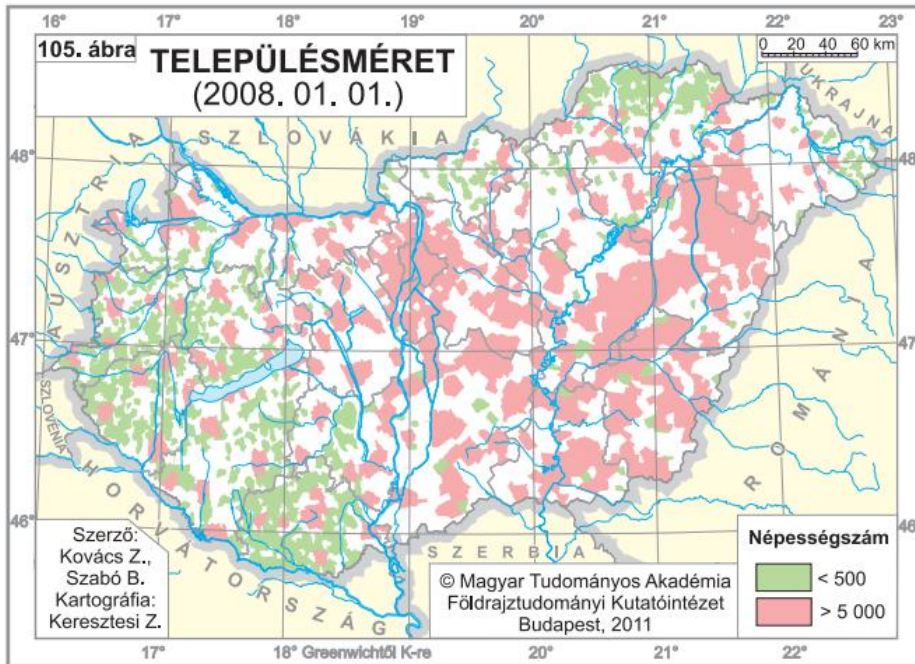 16° 17° 18° 19° 20° 21° 22° 23°
105. ábra
TELEPÜLÉSMÉRET
(2008. 01. 01.)
0 20 40 60 km
UKRAJNA
SZLOVÁKIA
AUSZTRIA
48° 48°
ROMÁNIA
47° 47°
SZLOVÉNIA
HORVÁTORSZÁG
46° 46°
SZERBIA
Szerző:
Kovács Z.,
Szabó B.
Kartográfia:
Keresztesi Z.
© Magyar Tudományos Akadémia
Földrajztudományi Kutatóintézet
Budapest, 2011
Népességszám
< 500
> 5 000
17° 18° Greenwichtől K-re 19° 20° 21° 22°